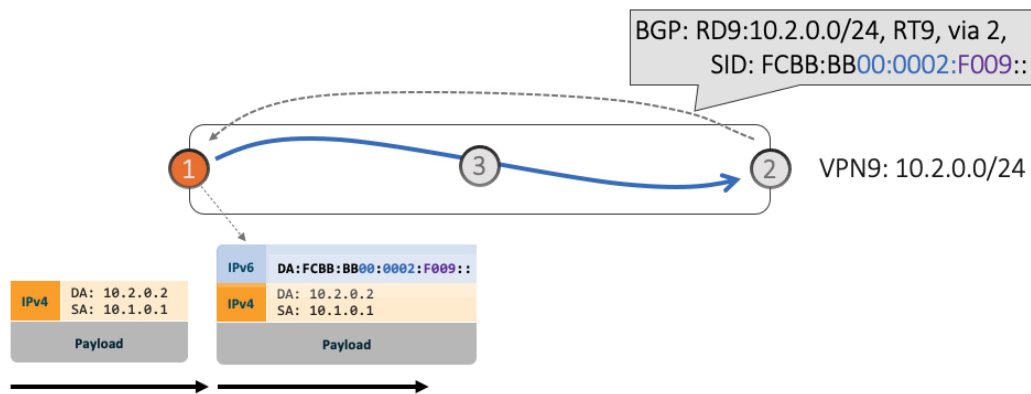 BGP: RD9:10.2.0.0/24, RT9, via 2,
SID: FCBB:BB00:0002:F009::
1
3
2
VPN9: 10.2.0.0/24
IPv6
DA:FCBB:BB00:0002:F009::
IPv4
DA: 10.2.0.2
SA: 10.1.0.1
Payload
IPv4
DA: 10.2.0.2
SA: 10.1.0.1
Payload